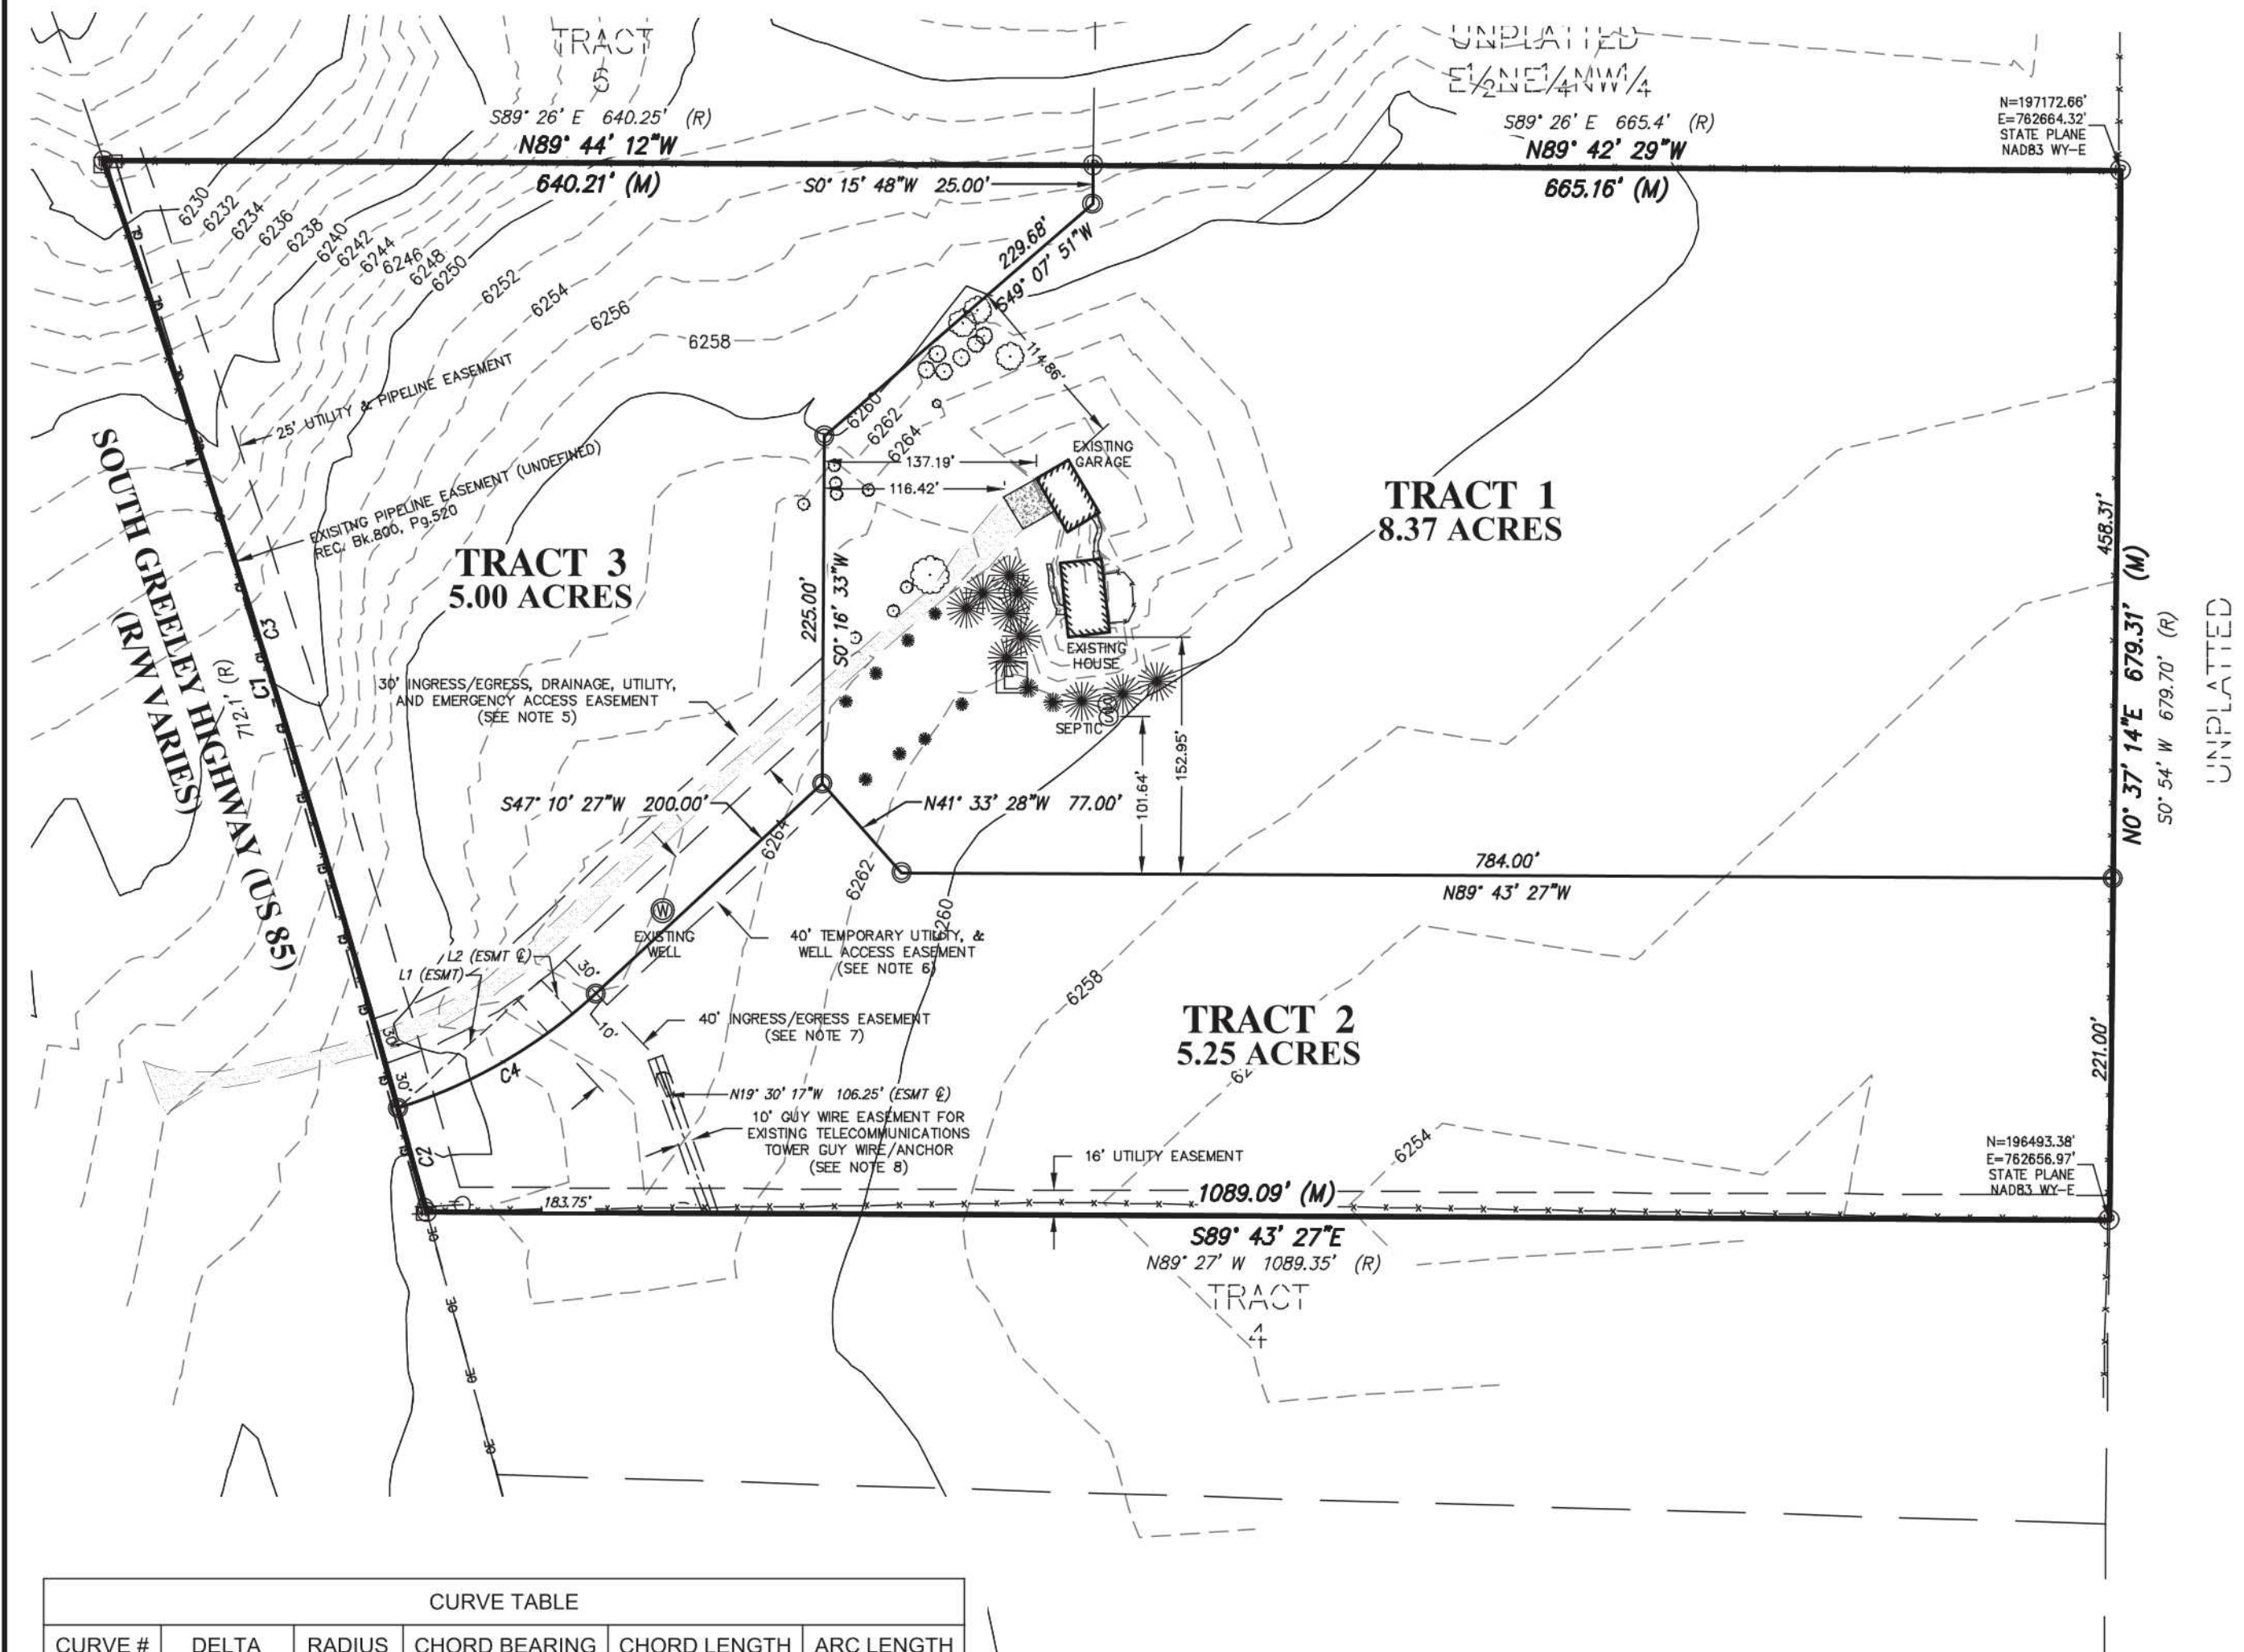 TRACT
5
S89° 26' E 640.25' (R)
N89° 44' 12"W
640.21' (M)
S0° 15' 48"W 25.00'
UNPLATTED
E1/2NE1/4NW1/4
S89° 26' E 665.4' (R)
N89° 42' 29"W
665.16' (M)
N=197172.66'
E=762664.32'
STATE PLANE
NAD83 WY-E
6230
6232
6234
6236
6238
6240
6242
6244
6246
6248
6250
6252
6254
6256
6258
229.68'
S49° 07' 51"W
114.86'
6260
6262
6264
137.19'
116.42'
EXISTING
GARAGE
25' UTILITY & PIPELINE EASEMENT
EXISITNG PIPELINE EASEMENT (UNDEFINED)
REC. Bk.800, Pg.520
SOUTH GREELEY HIGHWAY (US 85)
(R/W VARIES)
C3
C1
712.1' (R)
TRACT 3
5.00 ACRES
225.00'
S0° 16' 33"W
TRACT 1
8.37 ACRES
458.31'
N0° 37' 14"E 679.31' (M)
S0° 54' W 679.70' (R)
UNPLATTED
EXISTING
HOUSE
SEPTIC
S
S
101.64'
152.95'
30' INGRESS/EGRESS, DRAINAGE, UTILITY,
AND EMERGENCY ACCESS EASEMENT
(SEE NOTE 5)
S47° 10' 27"W 200.00'
N41° 33' 28"W 77.00'
6264
6262
6260
784.00'
N89° 43' 27"W
W
EXISTING
WELL
40' TEMPORARY UTILITY, &
WELL ACCESS EASEMENT
(SEE NOTE 6)
L2 (ESMT ℄)
L1 (ESMT)
30'
10'
30'
30'
C4
C2
40' INGRESS/EGRESS EASEMENT
(SEE NOTE 7)
6258
TRACT 2
5.25 ACRES
62
221.00'
N19° 30' 17"W 106.25' (ESMT ℄)
10' GUY WIRE EASEMENT FOR
EXISTING TELECOMMUNICATIONS
TOWER GUY WIRE/ANCHOR
(SEE NOTE 8)
16' UTILITY EASEMENT
6254
N=196493.38'
E=762656.97'
STATE PLANE
NAD83 WY-E
183.75'
1089.09' (M)
S89° 43' 27"E
N89° 27' W 1089.35' (R)
TRACT
4
CURVE TABLE
CURVE # DELTA RADIUS CHORD BEARING CHORD LENGTH ARC LENGTH